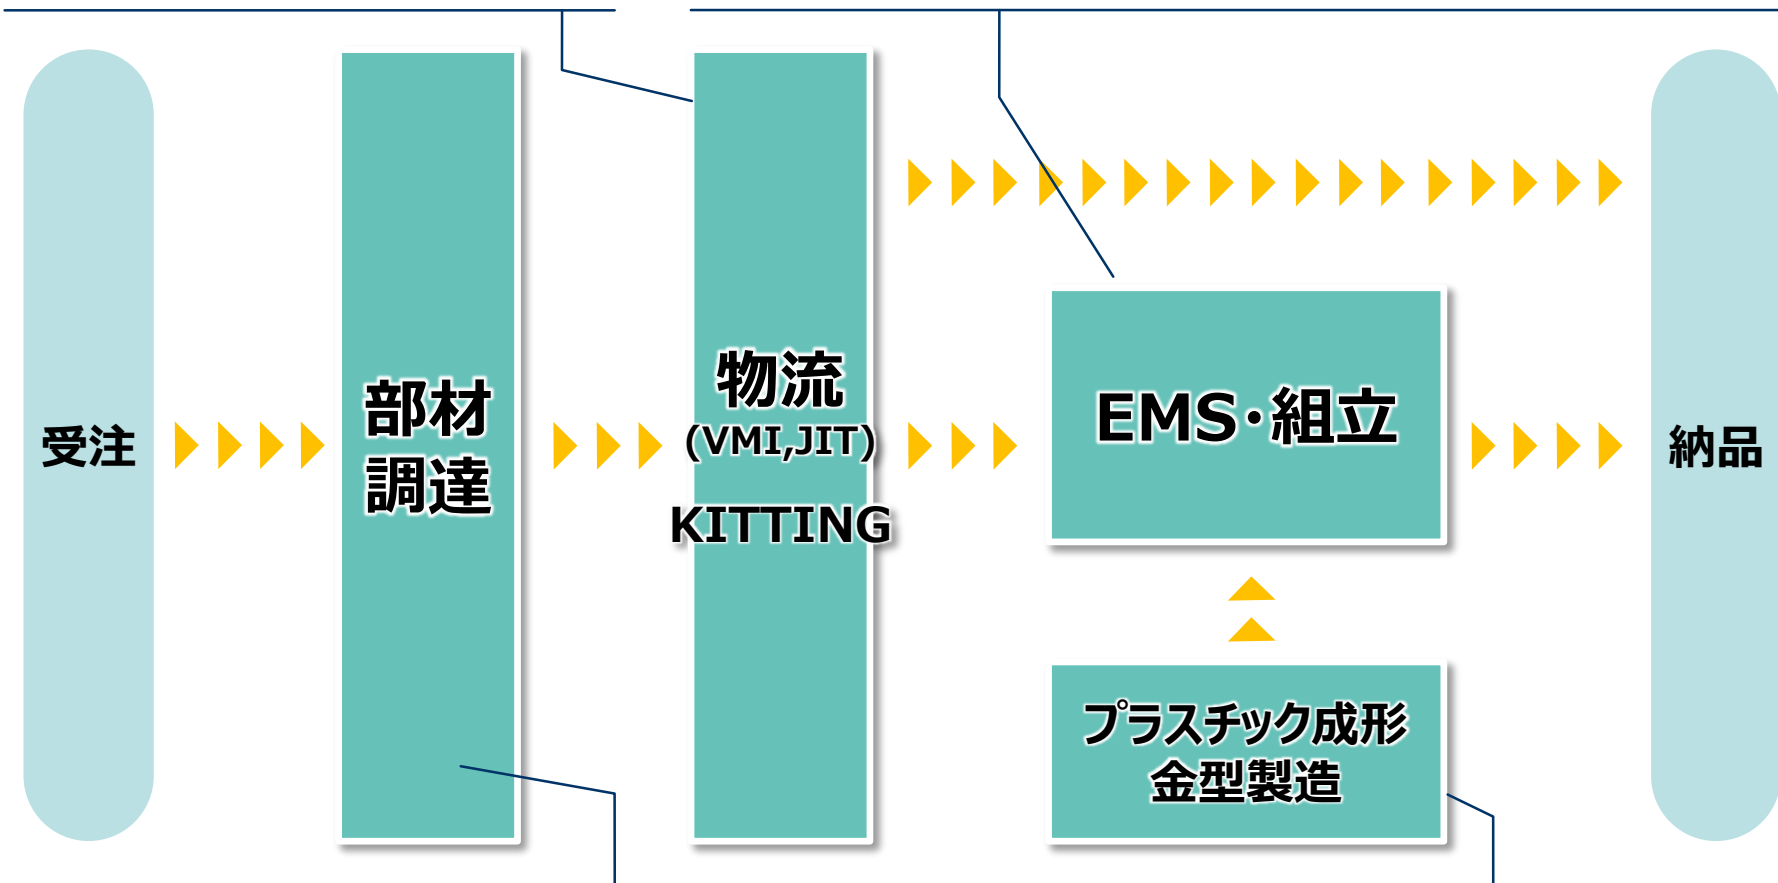 受注
部材
調達
物流
(VMI,JIT)
KITTING
EMS・組立
プラスチック成形
金型製造
納品